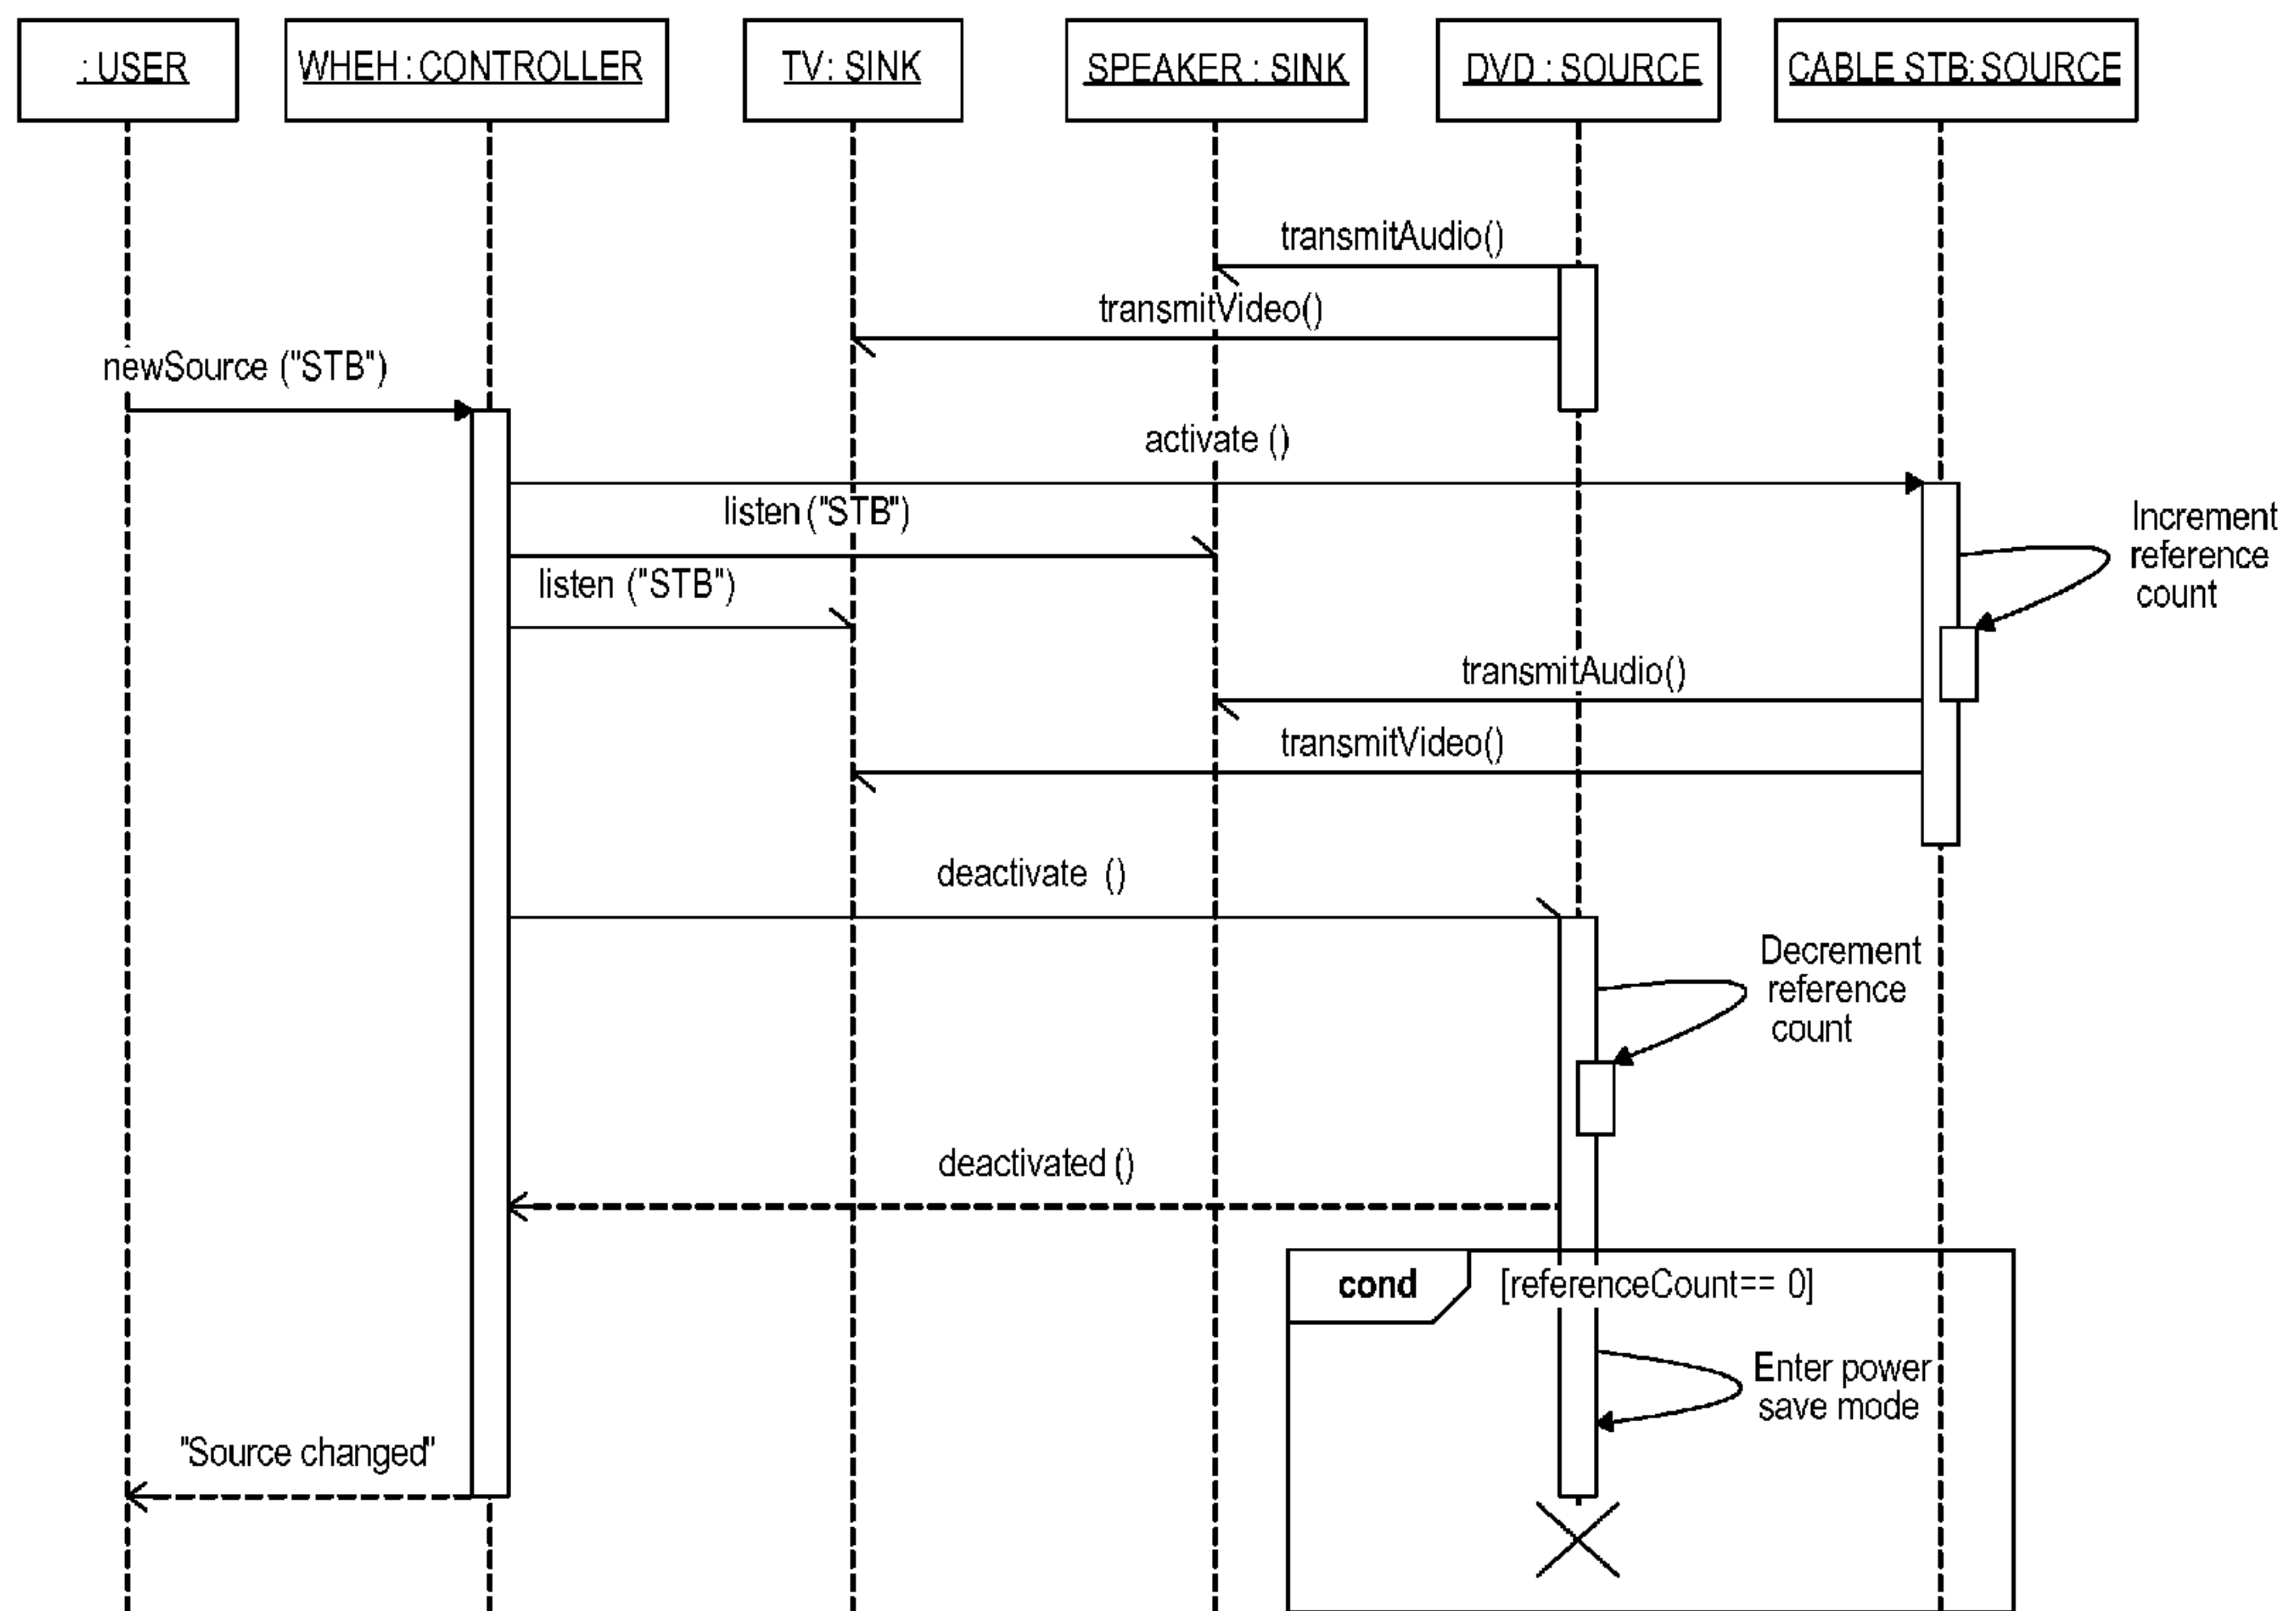 : USER
WHEH : CONTROLLER
TV: SINK
SPEAKER : SINK
DVD : SOURCE
CABLE STB: SOURCE
transmitAudio()
transmitVideo()
newSource ("STB")
activate ()
listen ("STB")
Increment
reference
count
listen ("STB")
transmitAudio()
transmitVideo()
deactivate ()
Decrement
reference
count
deactivated ()
cond
[referenceCount== 0]
Enter power
save mode
"Source changed"